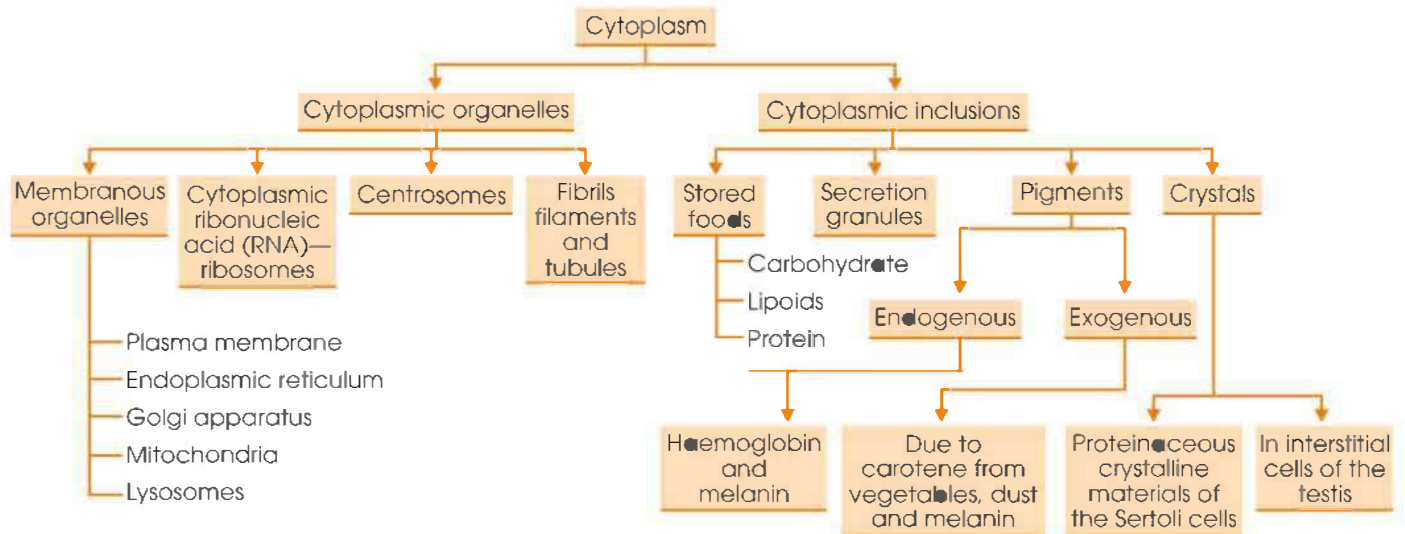 Cytoplasm
Cytoplasmic organelles
Cytoplasmic inclusions
Membranous
organelles
Cytoplasmic
ribonucleic
acid (RNA)—
ribosomes
Centrosomes
Fibrils
filaments
and
tubules
Stored
foods
Secretion
granules
Pigments
Crystals
Carbohydrate
Lipoids
Protein
Endogenous
Exogenous
Plasma membrane
Endoplasmic reticulum
Golgi apparatus
Mitochondria
Lysosomes
Haemoglobin
and
melanin
Due to
carotene from
vegetables, dust
and melanin
Proteinaceous
crystalline
materials of
the Sertoli cells
In interstitial
cells of the
testis